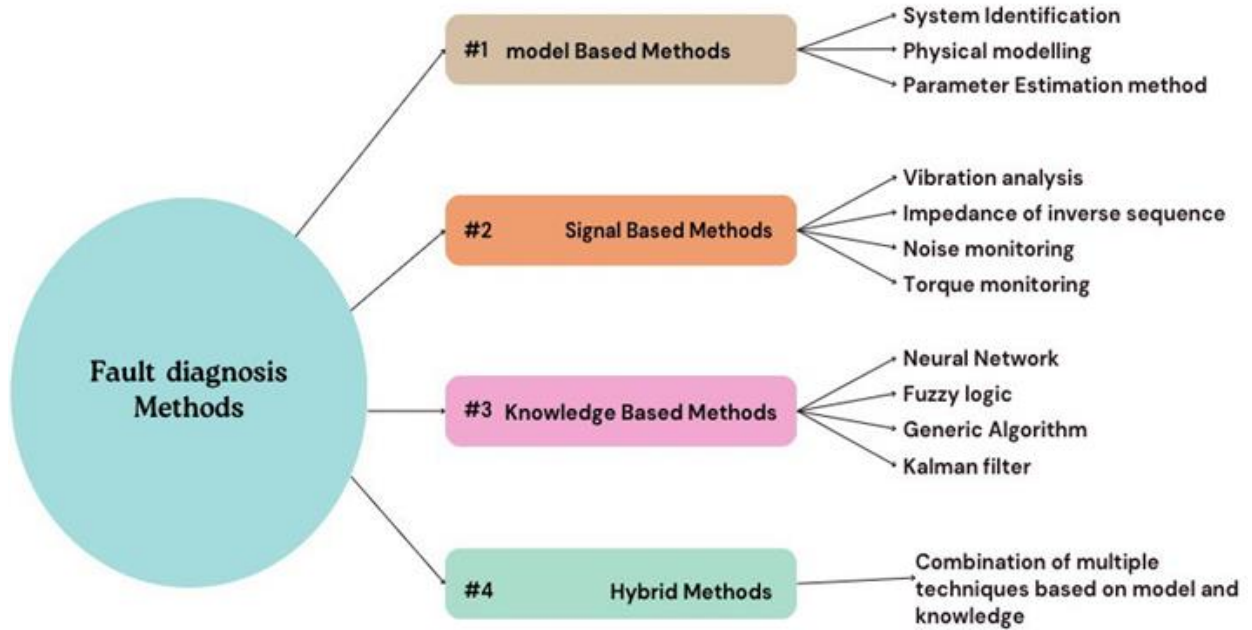 Fault diagnosis
Methods
#1 model Based Methods
System Identification
Physical modelling
Parameter Estimation method
#2 Signal Based Methods
Vibration analysis
Impedance of inverse sequence
Noise monitoring
Torque monitoring
#3 Knowledge Based Methods
Neural Network
Fuzzy logic
Generic Algorithm
Kalman filter
#4 Hybrid Methods
Combination of multiple
techniques based on model and
knowledge